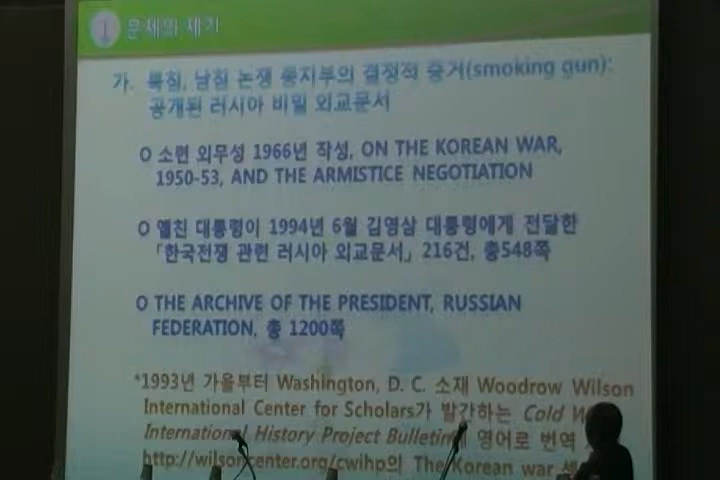 1 문제의 제기
가. 북침, 남침 논쟁 종지부의 결정적 증거(smoking gun):
공개된 러시아 비밀 외교문서
O 소련 외무성 1966년 작성, ON THE KOREAN WAR,
1950-53, AND THE ARMISTICE NEGOTIATION
O 옐친 대통령이 1994년 6월 김영삼 대통령에게 전달한
「한국전쟁 관련 러시아 외교문서」 216건, 총548쪽
O THE ARCHIVE OF THE PRESIDENT, RUSSIAN
FEDERATION, 총 1200쪽
*1993년 가을부터 Washington, D. C. 소재 Woodrow Wilson
International Center for Scholars가 발간하는 Cold
International History Project Bulletin에 영어로 번역
http://wilsoncenter.org/cwihp의 The Korean war